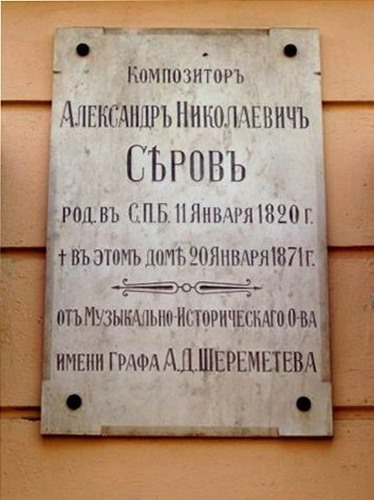 Композиторъ
Александръ Николаевичъ
Сѣровъ
род. въ С.П.Б. 11 Января 1820 г.
† въ этомъ домѣ 20 Января 1871 г.
отъ Музыкально-Историческаго О-ва
имени графа А.Д. Шереметева